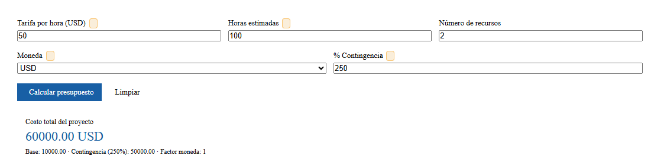 Tarifa por hora (USD)
Horas estimadas
Número de recursos
50
100
2
Moneda
% Contingencia
USD
250
Calcular presupuesto
Limpiar
Costo total del proyecto
60000.00 USD
Base: 10000.00 · Contingencia (250%): 50000.00 · Factor moneda: 1